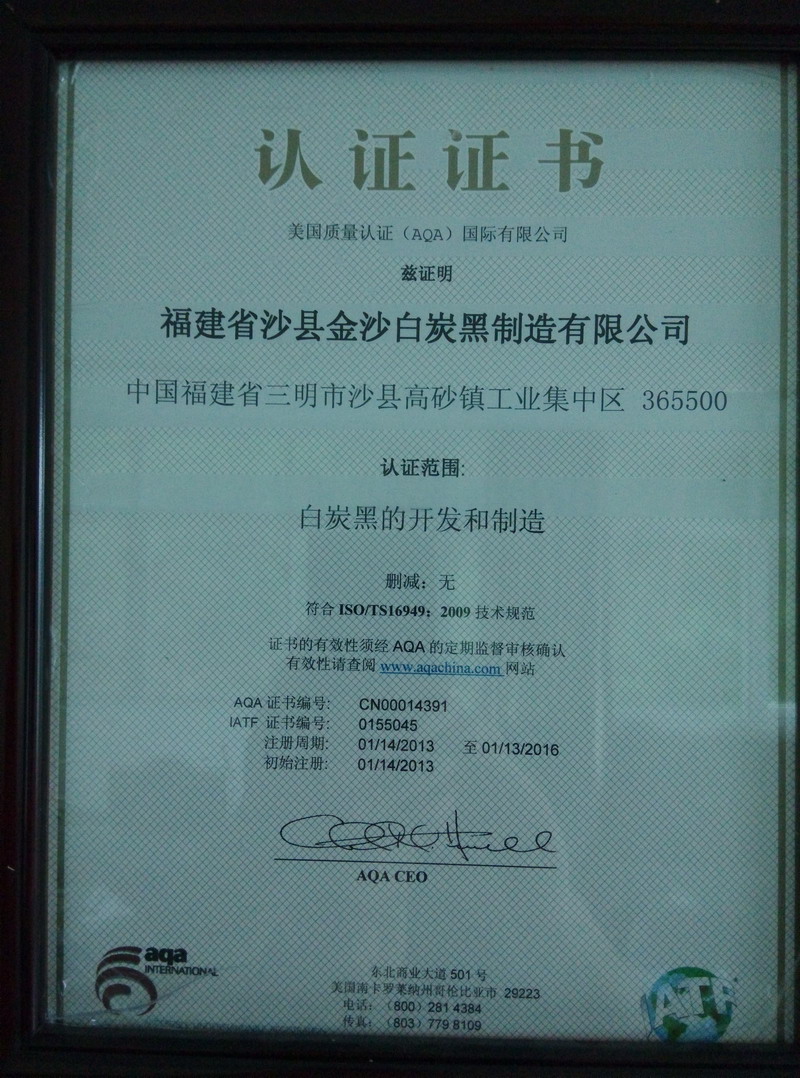 认证证书
美国质量认证（AQA）国际有限公司
兹证明
福建省沙县金沙白炭黑制造有限公司
中国福建省三明市沙县高砂镇工业集中区 365500
认证范围:
白炭黑的开发和制造
删减：无
符合 ISO/TS16949：2009 技术规范
证书的有效性须经 AQA 的定期监督审核确认
有效性请查阅 www.aqachina.com 网站
AQA 证书编号: CN00014391
IATF 证书编号: 0155045
注册周期: 01/14/2013 至 01/13/2016
初始注册: 01/14/2013
AQA CEO
aqa
INTERNATIONAL
东北商业大道 501 号
美国南卡罗莱纳州哥伦比亚市 29223
电话：（800）281 4384
传真：（803）779 8109
IATF